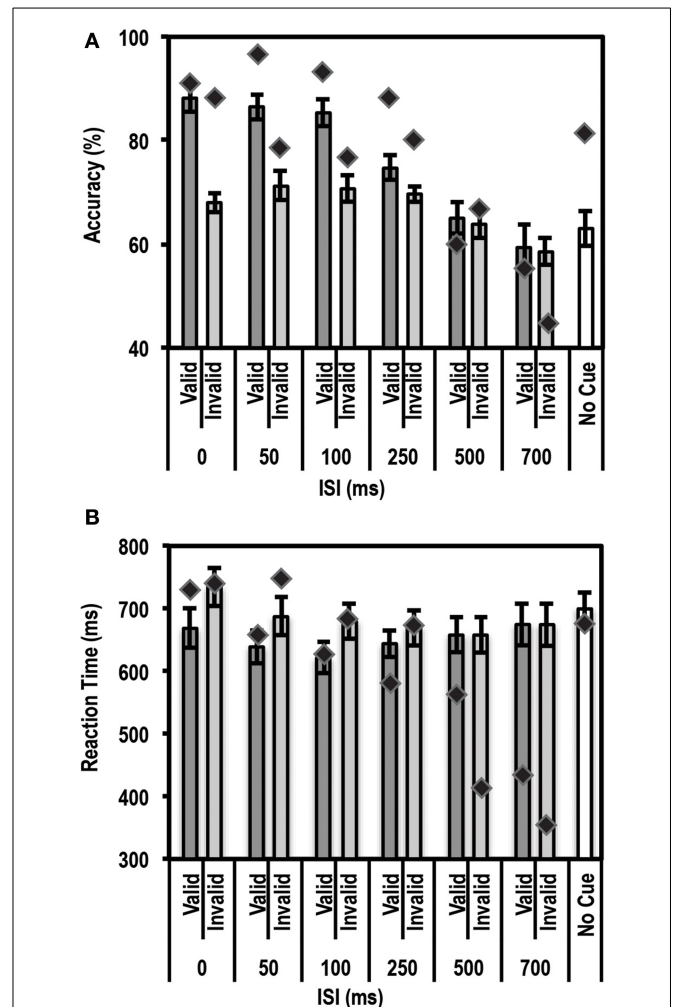 A
100
80
60
40
Accuracy (%)
Valid Invalid Valid Invalid Valid Invalid Valid Invalid Valid Invalid Valid Invalid No Cue
0 50 100 250 500 700
ISI (ms)
B
800
700
600
500
400
300
Reaction Time (ms)
Valid Invalid Valid Invalid Valid Invalid Valid Invalid Valid Invalid Valid Invalid No Cue
0 50 100 250 500 700
ISI (ms)